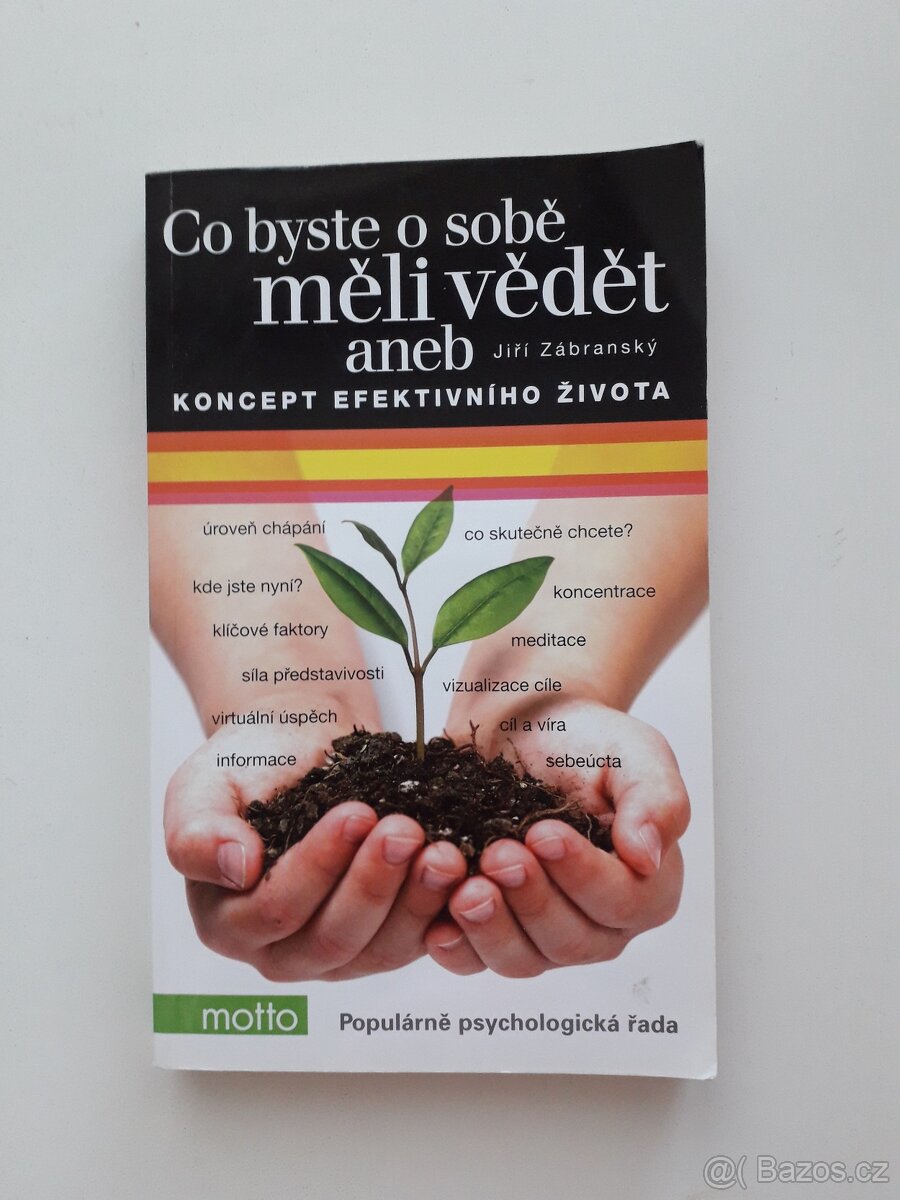 Co byste o sobě
měli vědět
aneb Jiří Zábranský
KONCEPT EFEKTIVNÍHO ŽIVOTA
úroveň chápání
kde jste nyní?
klíčové faktory
síla představivosti
virtuální úspěch
informace
co skutečně chcete?
koncentrace
meditace
vizualizace cíle
cíl a víra
sebeúcta
motto
Populárně psychologická řada
@( Bazos.cz